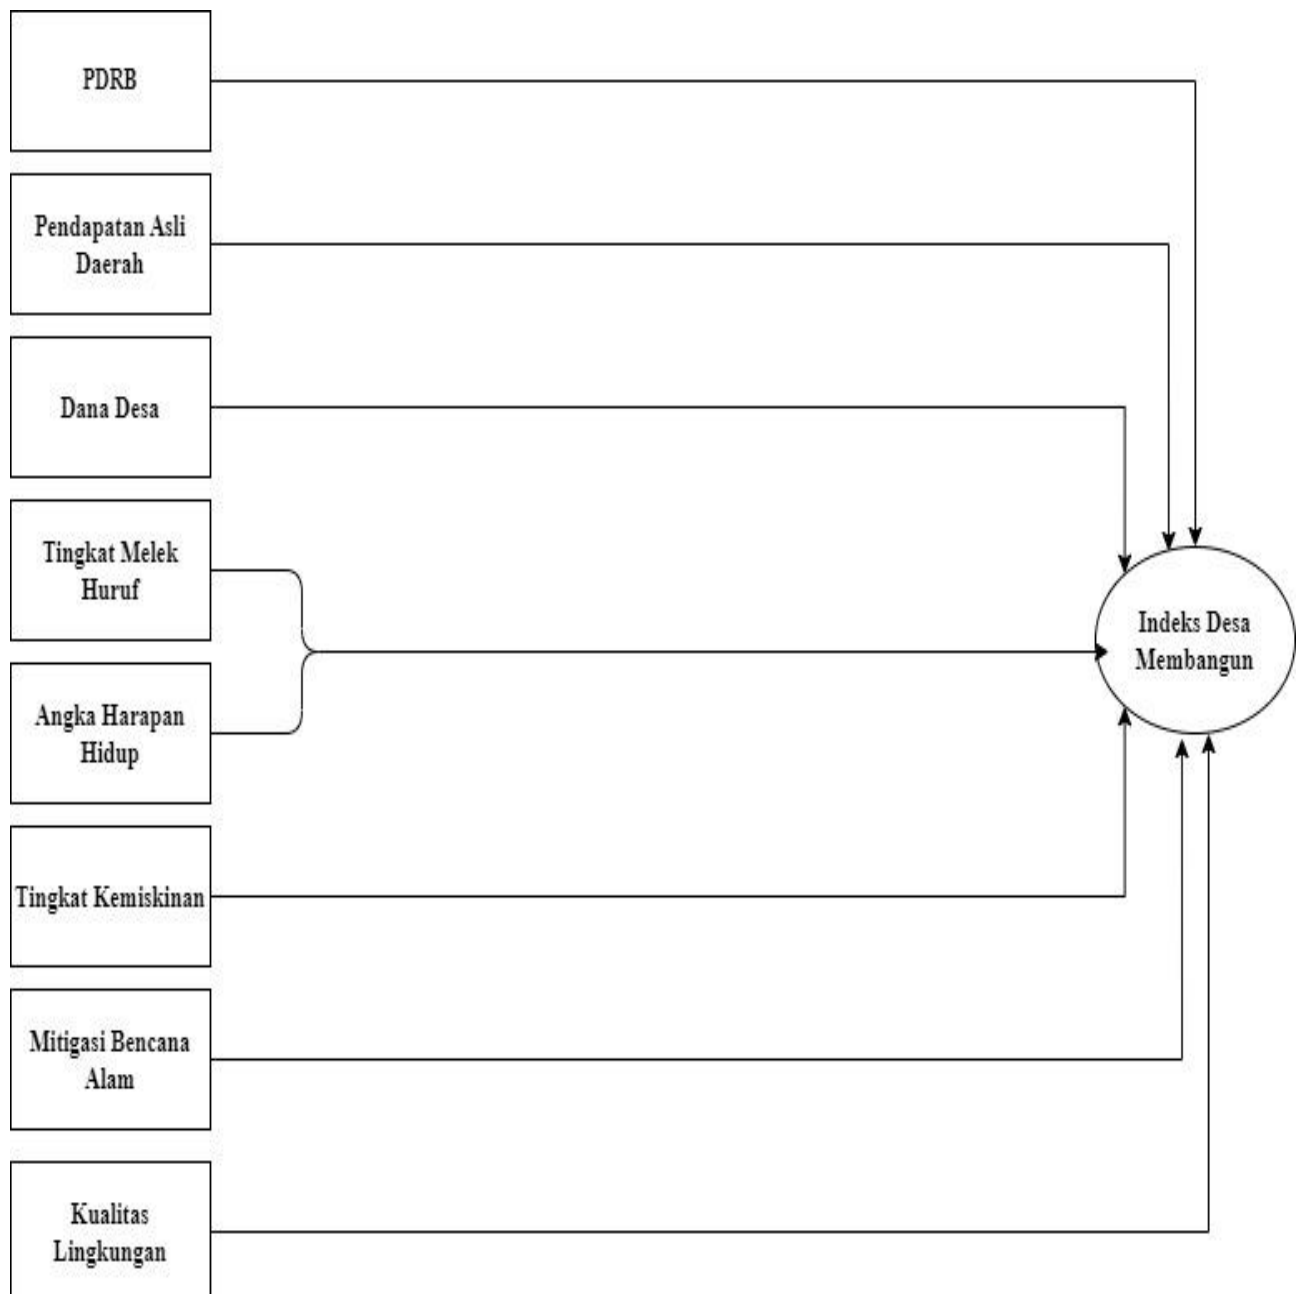 PDRB
Pendapatan Asli
Daerah
Dana Desa
Tingkat Melek
Huruf
Angka Harapan
Hidup
Tingkat Kemiskinan
Mitigasi Bencana
Alam
Kualitas
Lingkungan
Indeks Desa
Membangun